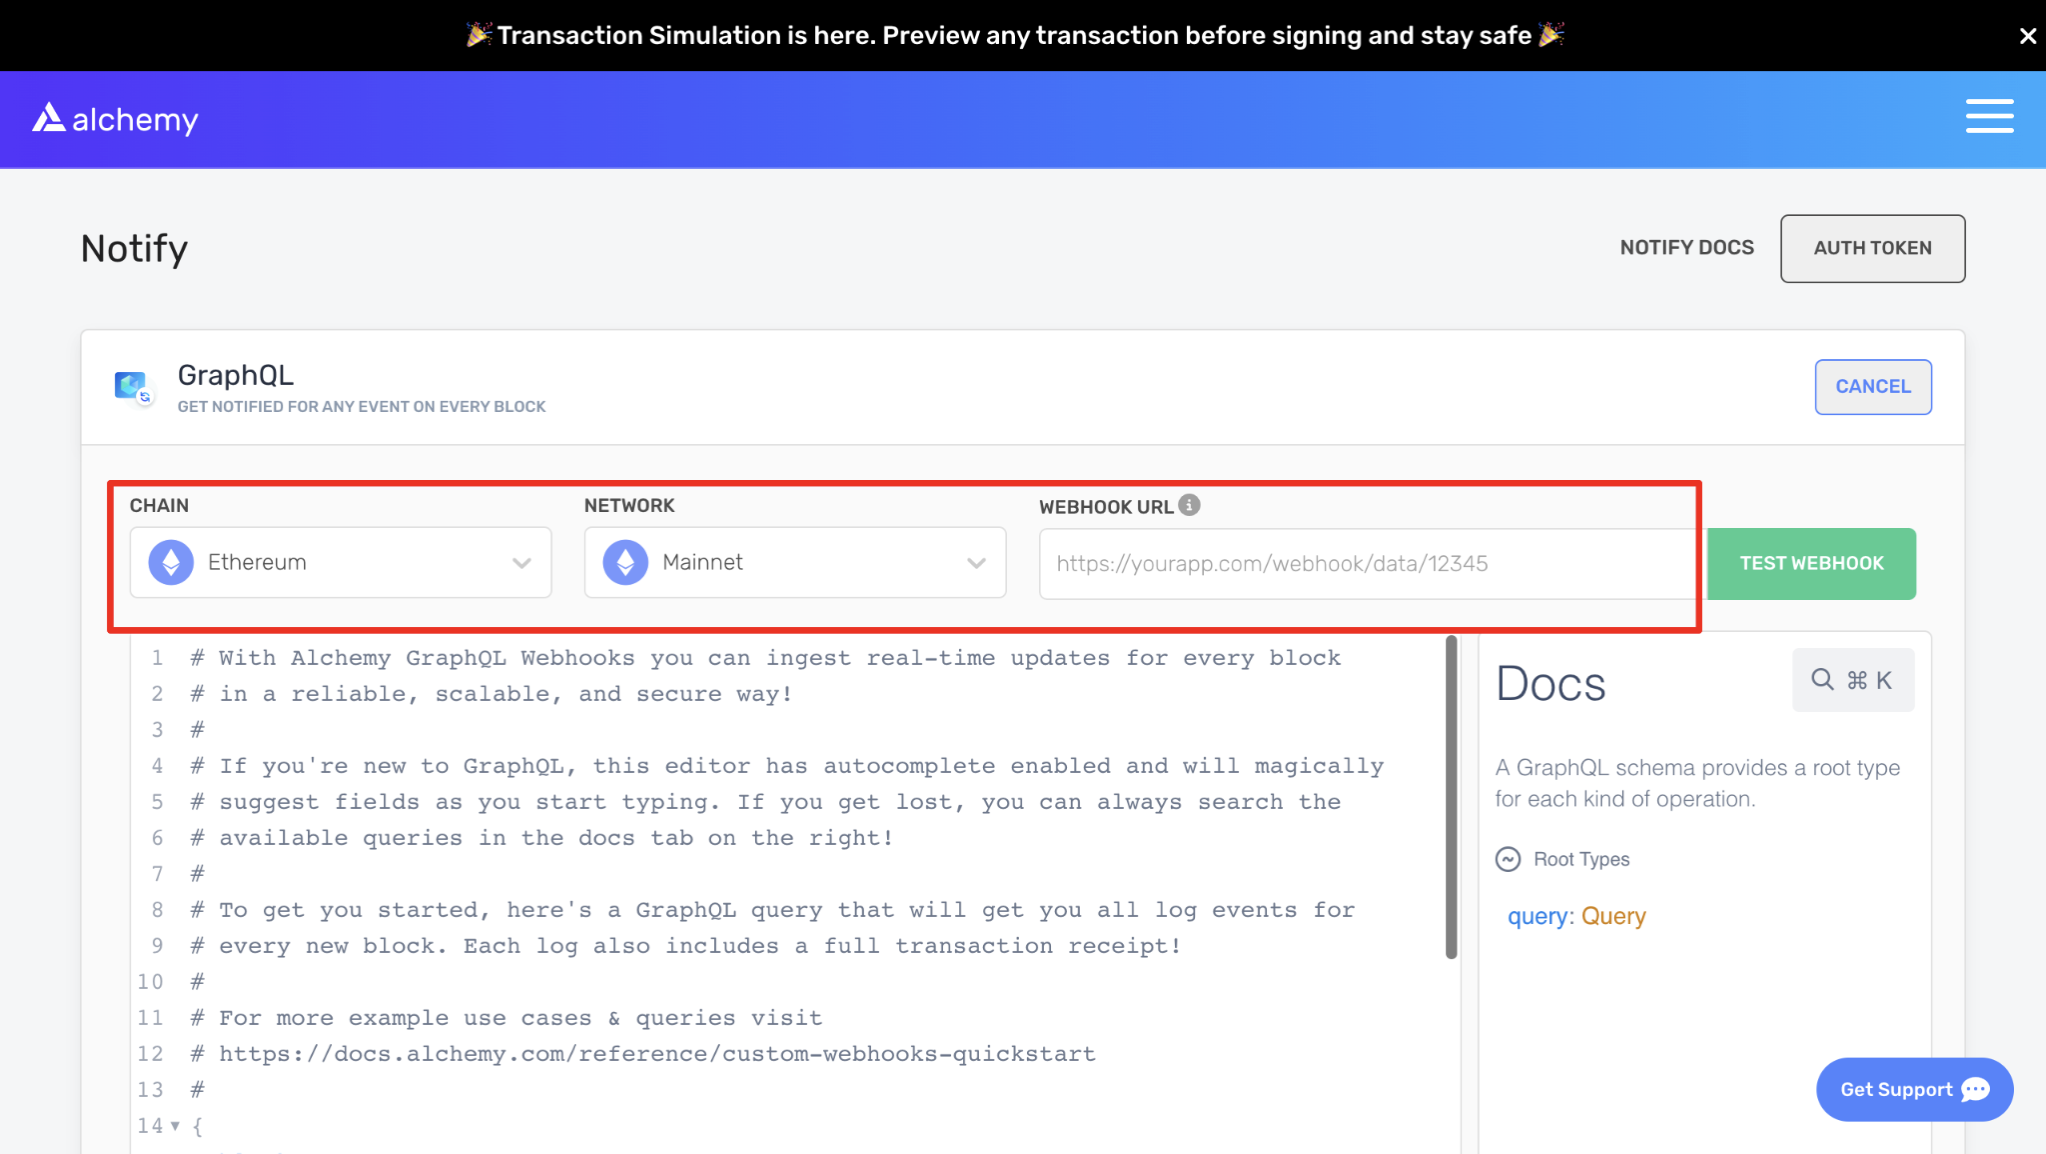 🎉Transaction Simulation is here. Preview any transaction before signing and stay safe🎉
alchemy
Notify
NOTIFY DOCS
AUTH TOKEN
GraphQL
GET NOTIFIED FOR ANY EVENT ON EVERY BLOCK
CANCEL
CHAIN
NETWORK
WEBHOOK URL
Ethereum
Mainnet
https://yourapp.com/webhook/data/12345
TEST WEBHOOK
1 # With Alchemy GraphQL Webhooks you can ingest real-time updates for every block
2 # in a reliable, scalable, and secure way!
3 #
4 # If you're new to GraphQL, this editor has autocomplete enabled and will magically
5 # suggest fields as you start typing. If you get lost, you can always search the
6 # available queries in the docs tab on the right!
7 #
8 # To get you started, here's a GraphQL query that will get you all log events for
9 # every new block. Each log also includes a full transaction receipt!
10 #
11 # For more example use cases & queries visit
12 # https://docs.alchemy.com/reference/custom-webhooks-quickstart
13 #
14 ▾ {
Docs
⌘ K
A GraphQL schema provides a root type
for each kind of operation.
Root Types
query: Query
Get Support